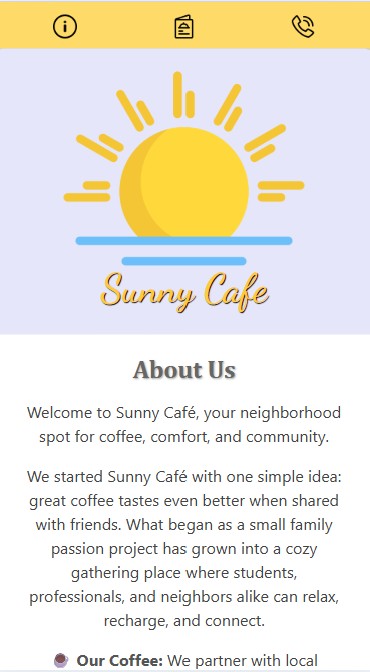 Sunny Cafe
About Us
Welcome to Sunny Café, your neighborhood
spot for coffee, comfort, and community.
We started Sunny Café with one simple idea:
great coffee tastes even better when shared
with friends. What began as a small family
passion project has grown into a cozy
gathering place where students,
professionals, and neighbors alike can relax,
recharge, and connect.
Our Coffee: We partner with local